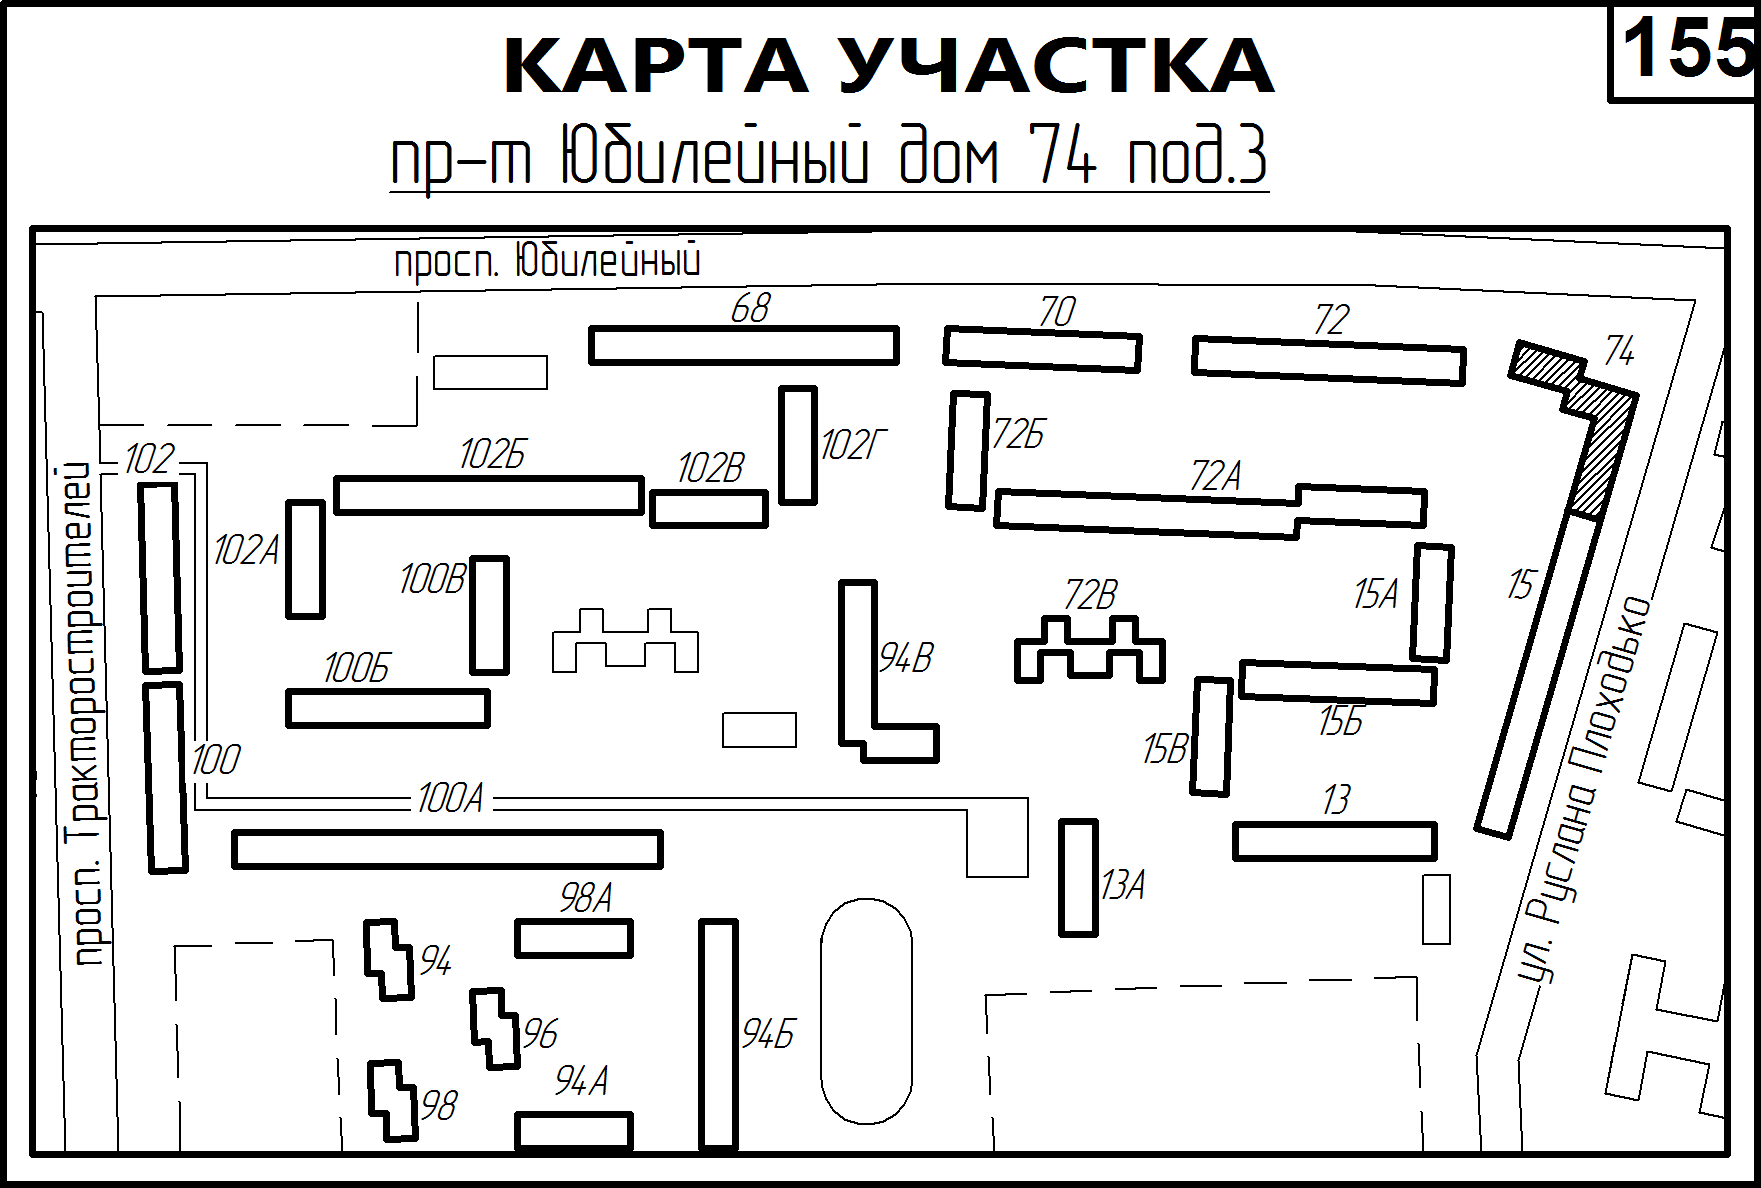 155
КАРТА УЧАСТКА
пр-т Юбилейный дом 74 под.3
просп. Юбилейный
68
70
72
74
102
102Б
102В
102Г
72Б
72А
102А
100В
15А
15
72В
94В
100Б
15Б
15В
100
100А
13
13А
98А
94
96
94Б
94А
98
просп. Тракторостроителей
ул. Руслана Плоходько